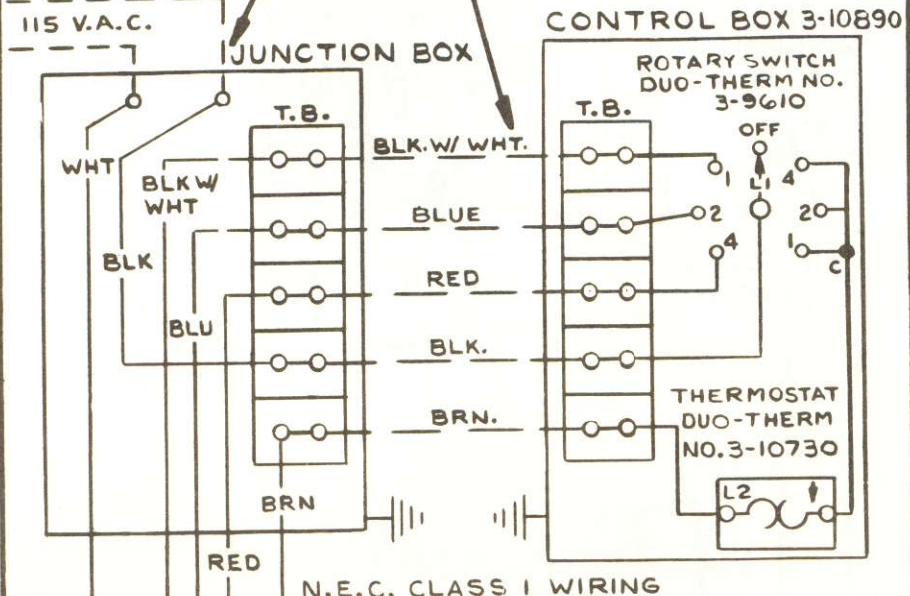 115 V.A.C.
CONTROL BOX 3-10890
JUNCTION BOX
ROTARY SWITCH
DUO-THERM NO.
3-9610
T.B.
T.B.
OFF
BLK. W/ WHT.
WHT
BLK W/
WHT
1
L1
4
BLUE
2
2
BLK
4
1
C
RED
BLU
BLK.
THERMOSTAT
DUO-THERM
NO. 3-10730
BRN.
L2
BRN
RED
N.E.C. CLASS 1 WIRING